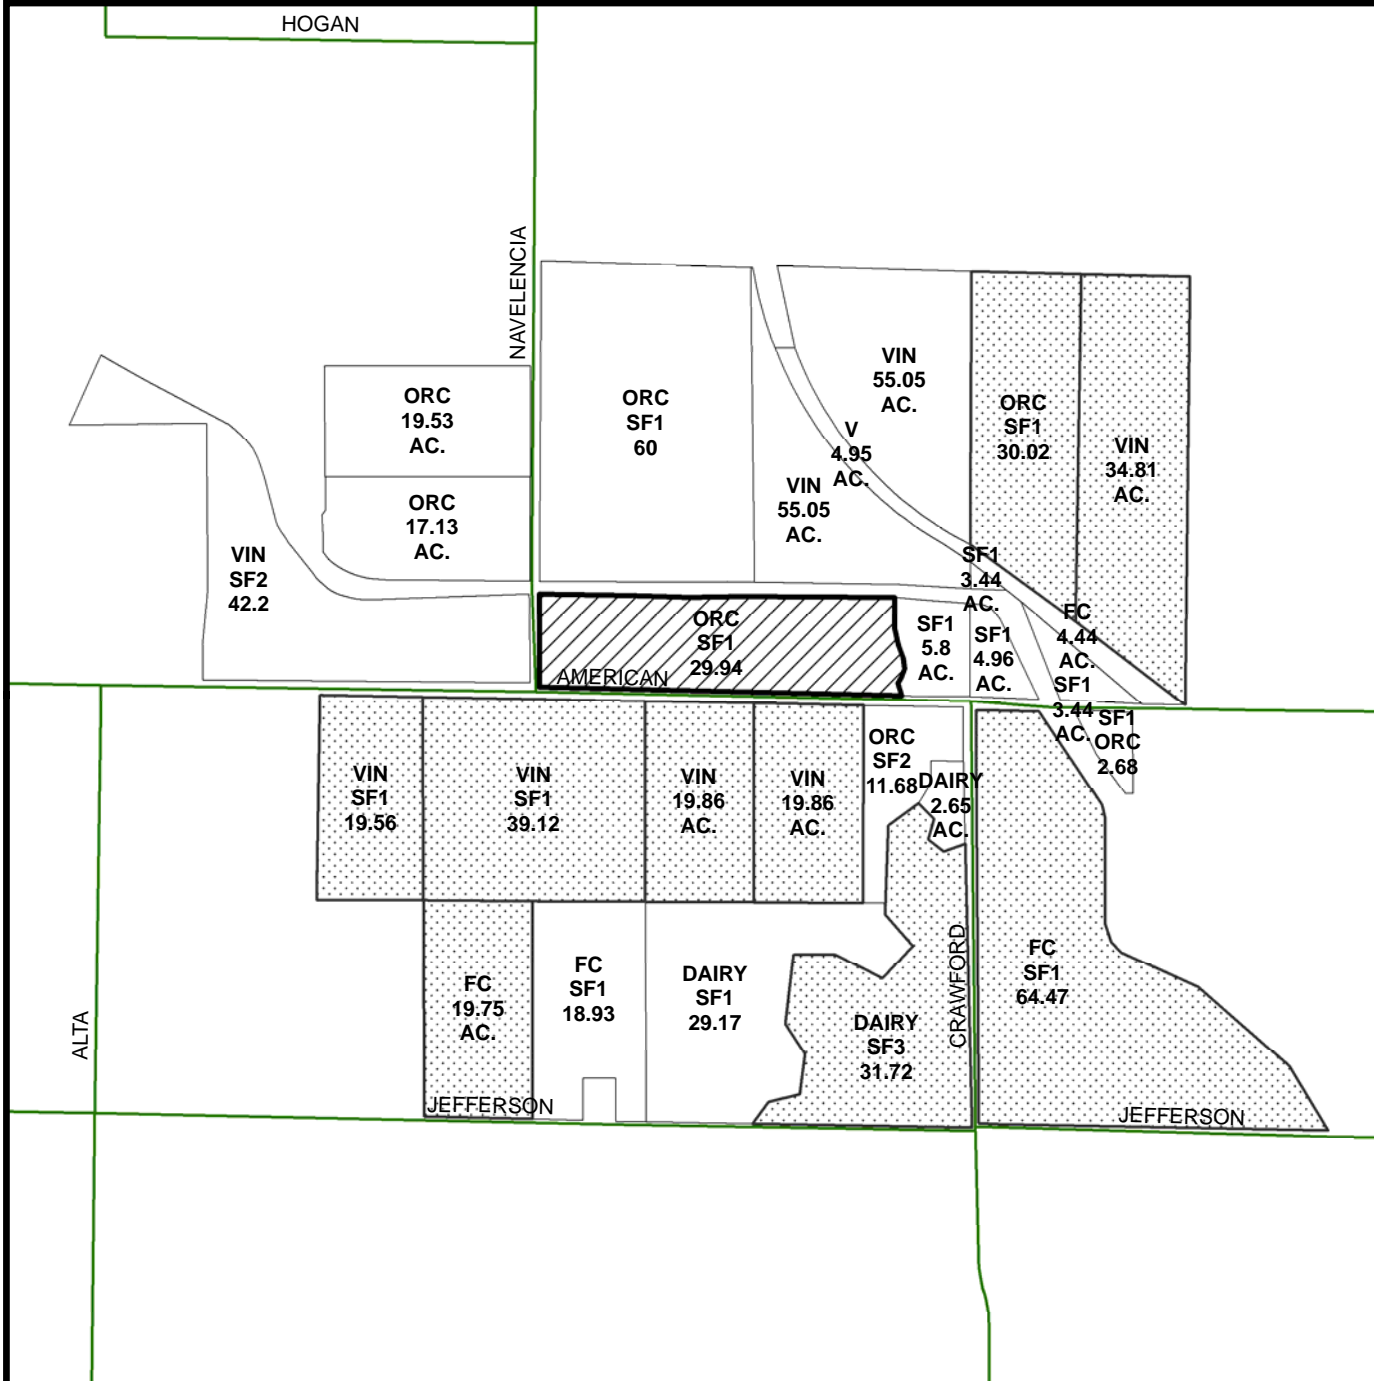 HOGAN
NAVELENCIA
ORC
19.53
AC.
ORC
17.13
AC.
VIN
SF2
42.2
ORC
SF1
60
VIN
55.05
AC.
V
4.95
AC.
VIN
55.05
AC.
ORC
SF1
30.02
VIN
34.81
AC.
SF1
3.44
AC.
FC
4.44
AC.
ORC
SF1
29.94
SF1
5.8
AC.
SF1
4.96
AC.
SF1
3.44
AC.
SF1
ORC
2.68
AMERICAN
VIN
SF1
19.56
VIN
SF1
39.12
VIN
19.86
AC.
VIN
19.86
AC.
ORC
SF2
11.68
DAIRY
2.65
AC.
FC
19.75
AC.
FC
SF1
18.93
DAIRY
SF1
29.17
DAIRY
SF3
31.72
CRAWFORD
FC
SF1
64.47
ALTA
JEFFERSON
JEFFERSON